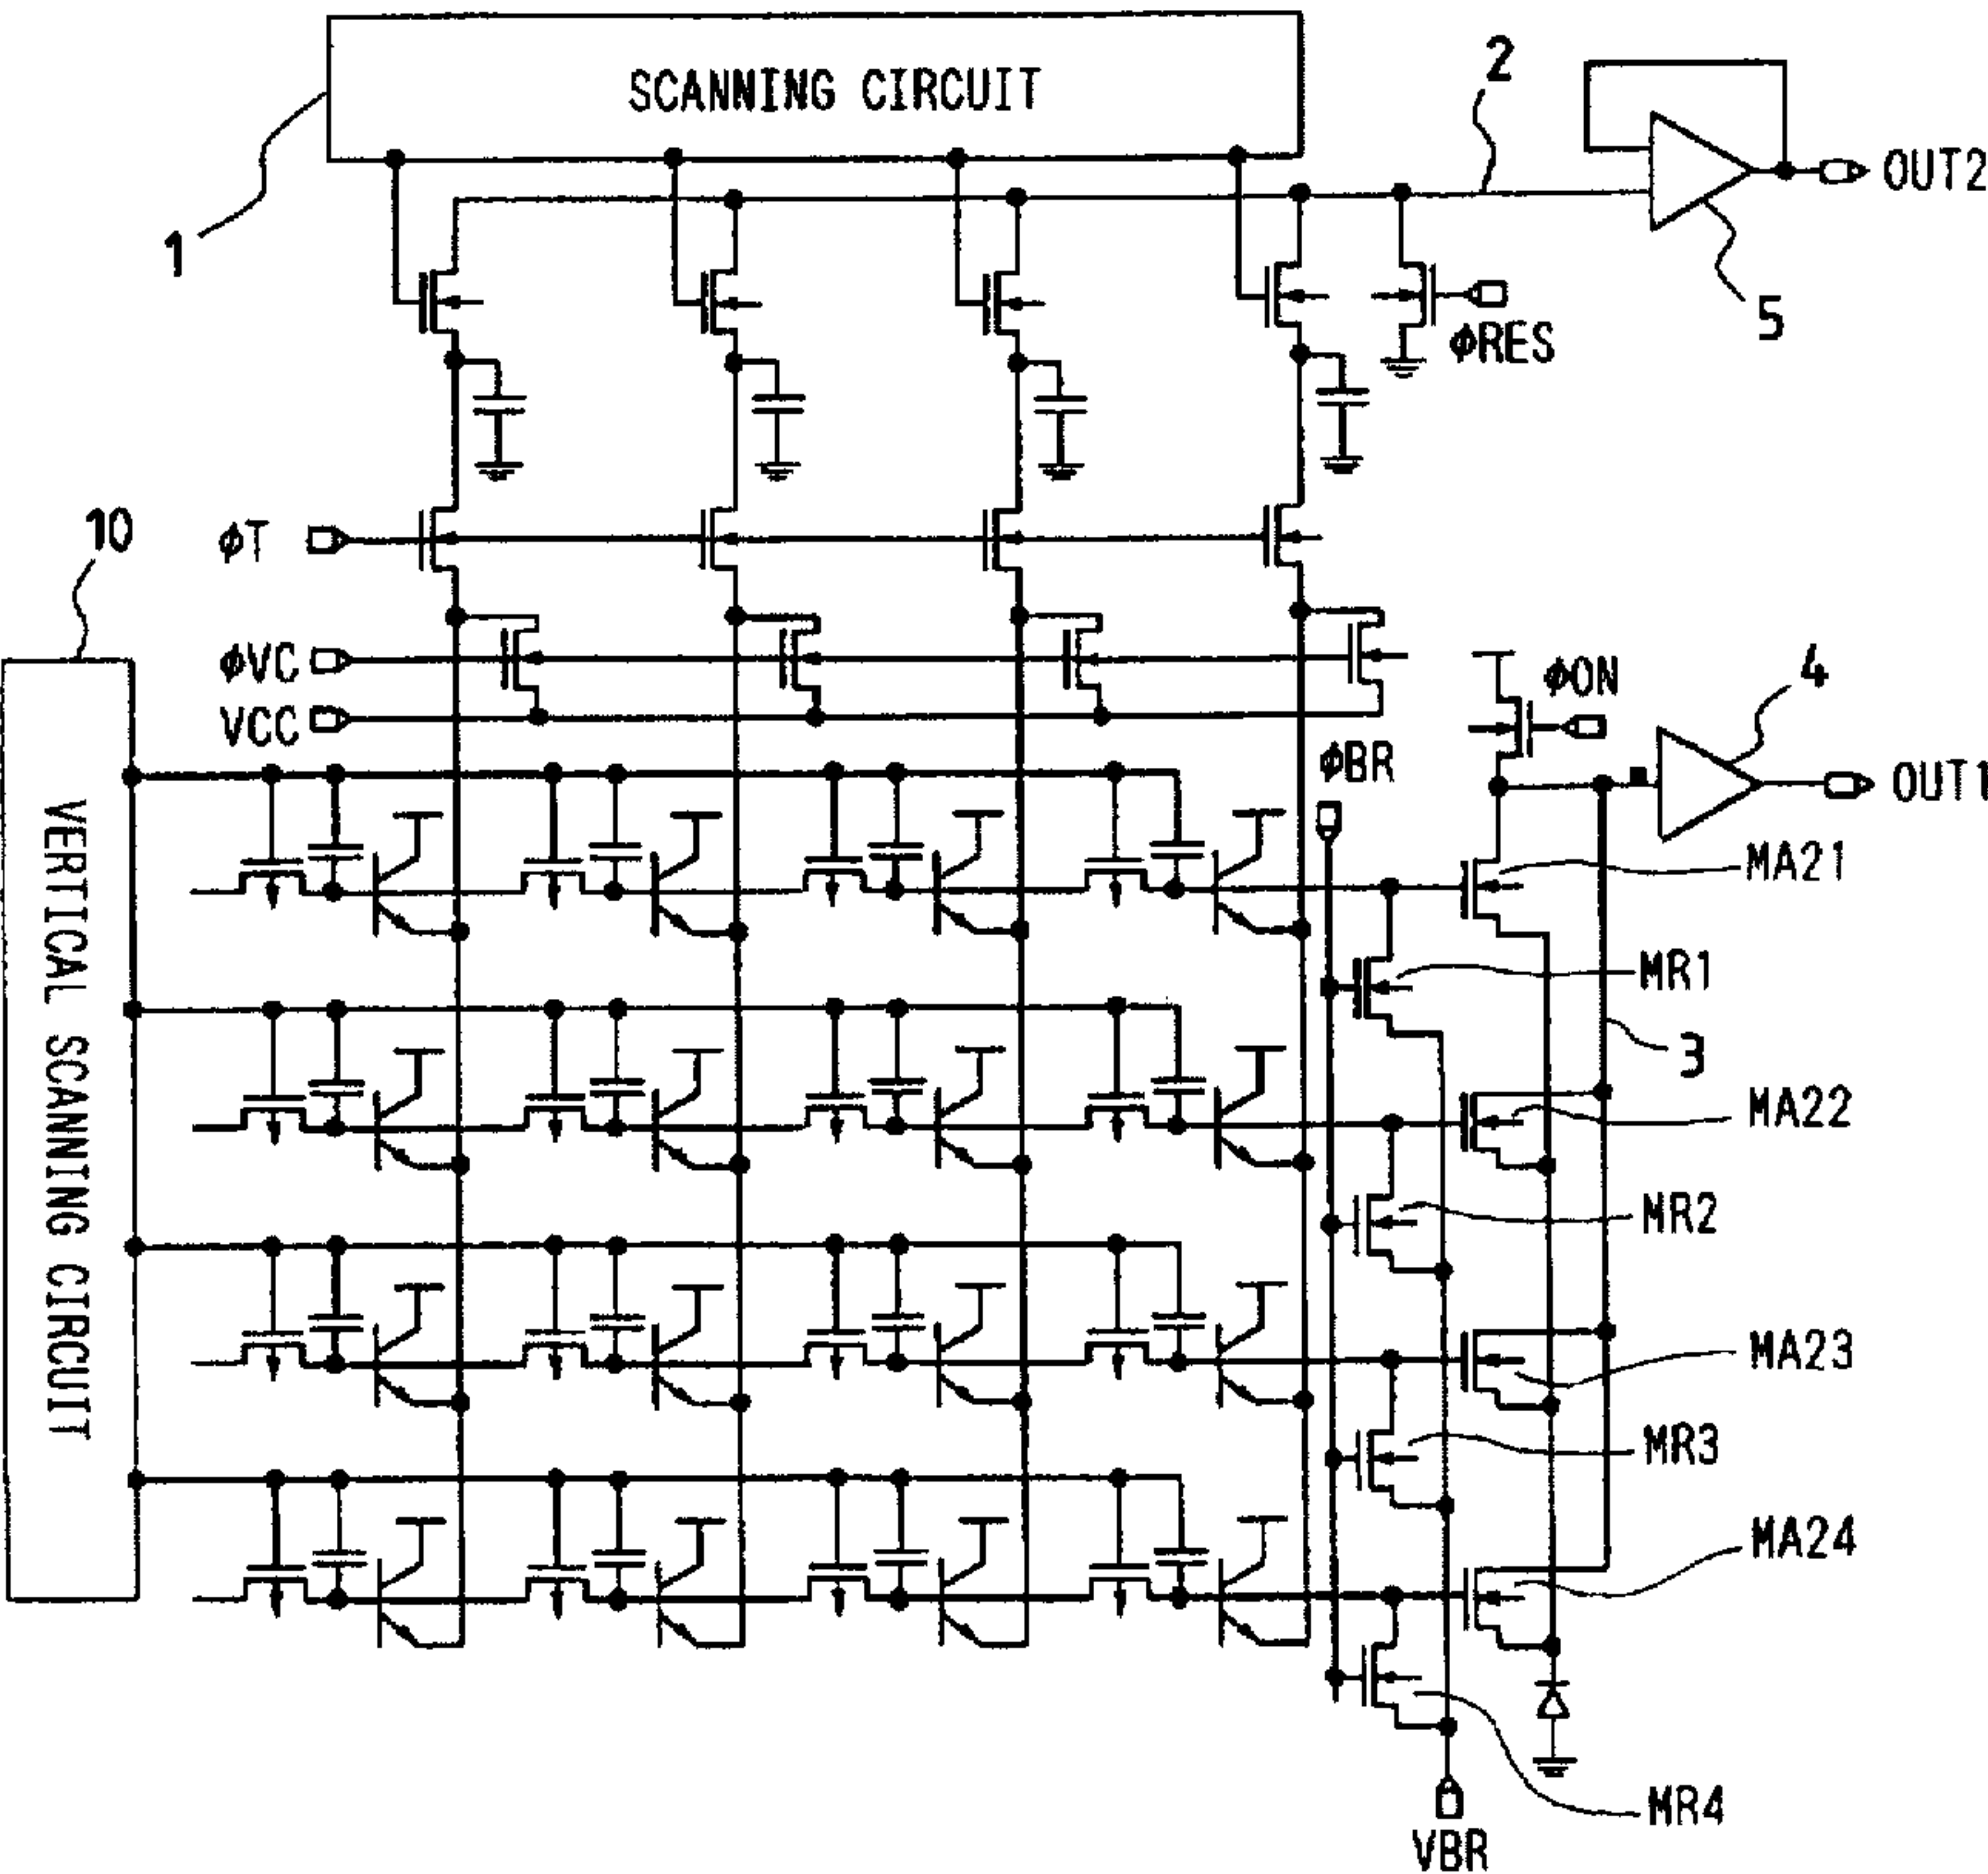 SCANNING CIRCUIT
2
OUT2
1
5
ϕRES
10
ϕT
ϕVC
VCC
ϕON
4
ϕBR
OUT1
MA21
MR1
3
MA22
MR2
VERTICAL SCANNING CIRCUIT
MA23
MR3
MA24
MR4
VBR